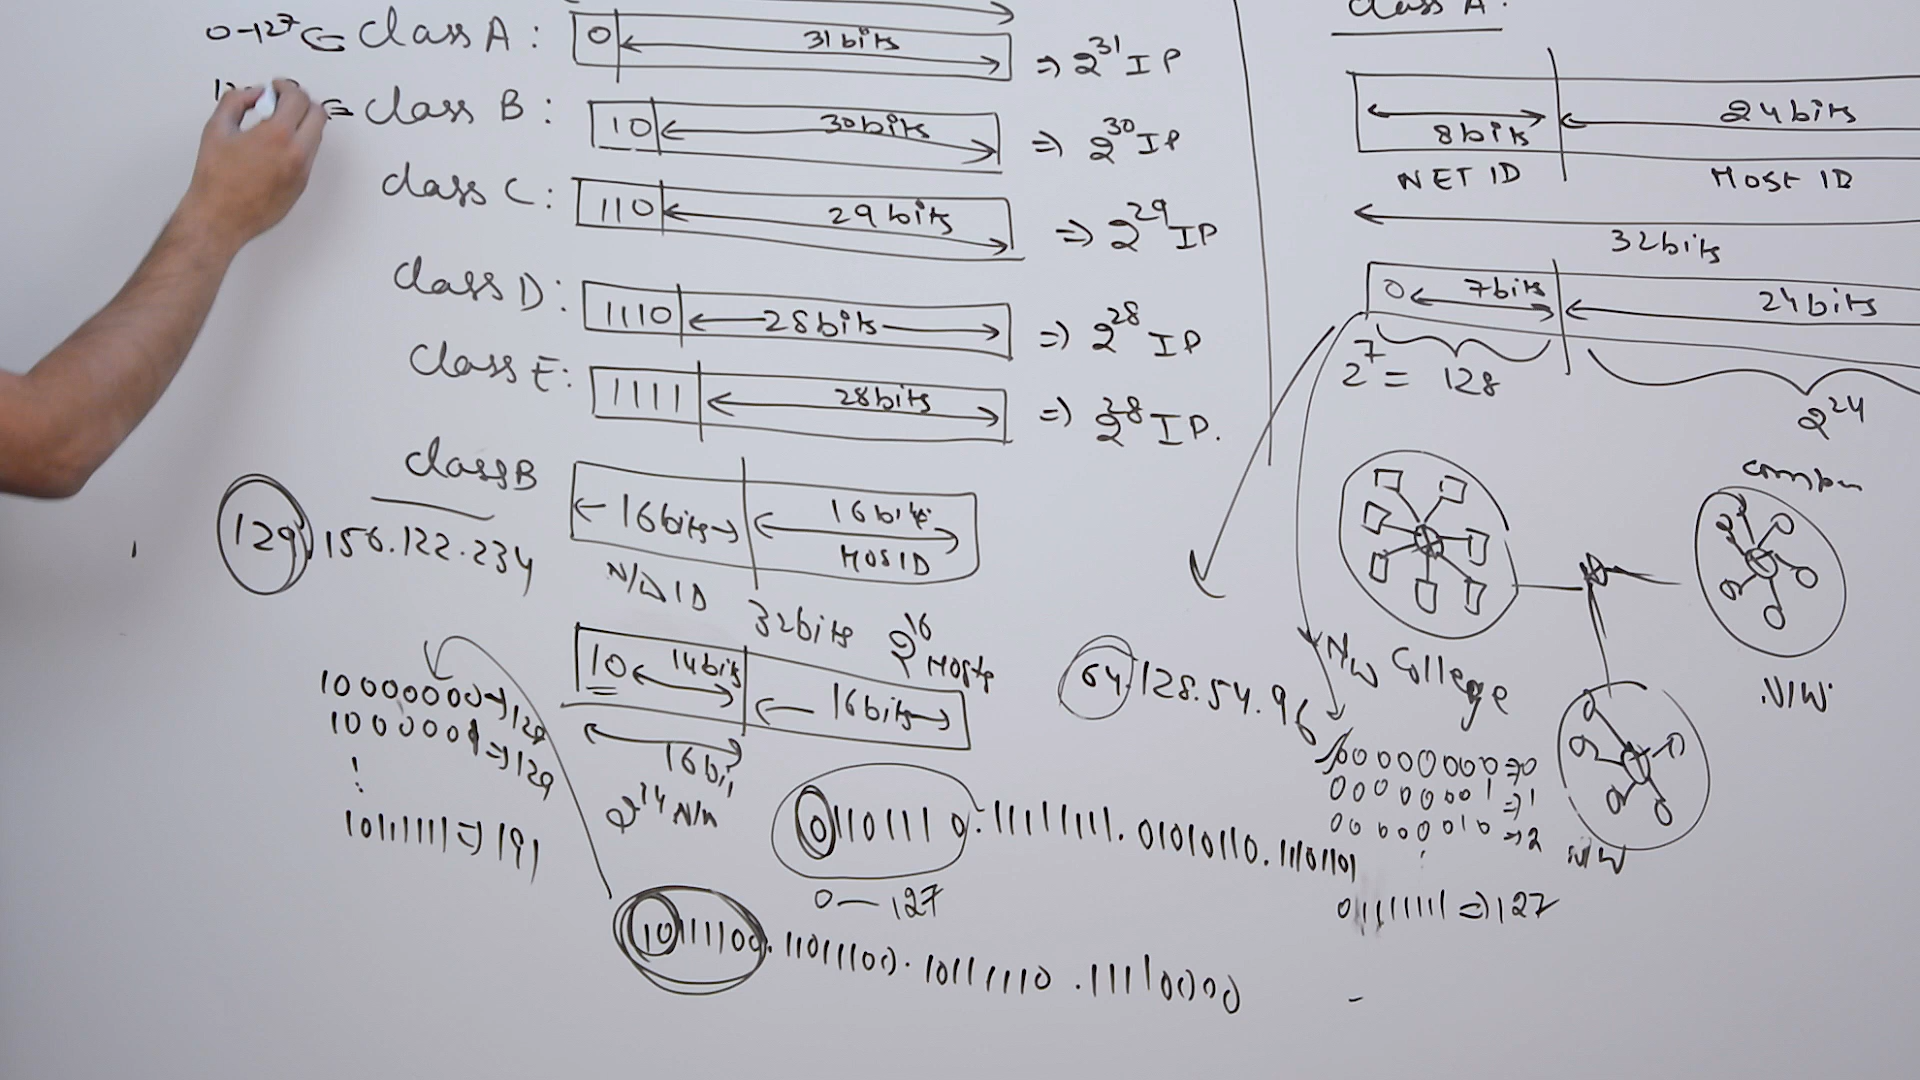 0-127 ⇐ Class A: 0 31 bits ⇒ 2^31 IP
⇐ Class B: 10 30 bits ⇒ 2^30 IP
Class C: 110 29 bits ⇒ 2^29 IP
Class D: 1110 28 bits ⇒ 2^28 IP
Class E: 1111 28 bits ⇒ 2^28 IP.
Class B 16 bits 16 bits
HOS ID
129.156.122.234
N/W ID 32 bits 2^16 Hosts
10 14 bits 16 bits
16 bit
2^14 N/w
10000000 → 128
1000001 ⇒ 129
10111111 ⇒ 191
01101110.11111111.01010110.11101101
0 — 127
10111100.11011100.10111110.11110000
Class A:
8 bits 24 bits
NET ID Host ID
32 bits
0 7 bits 24 bits
2^7 = 128 2^24
N/W College
N/W
N/W
64.128.54.96
00000000 ⇒ 0
⇒ 1
⇒ 2
01111111 ⇒ 127